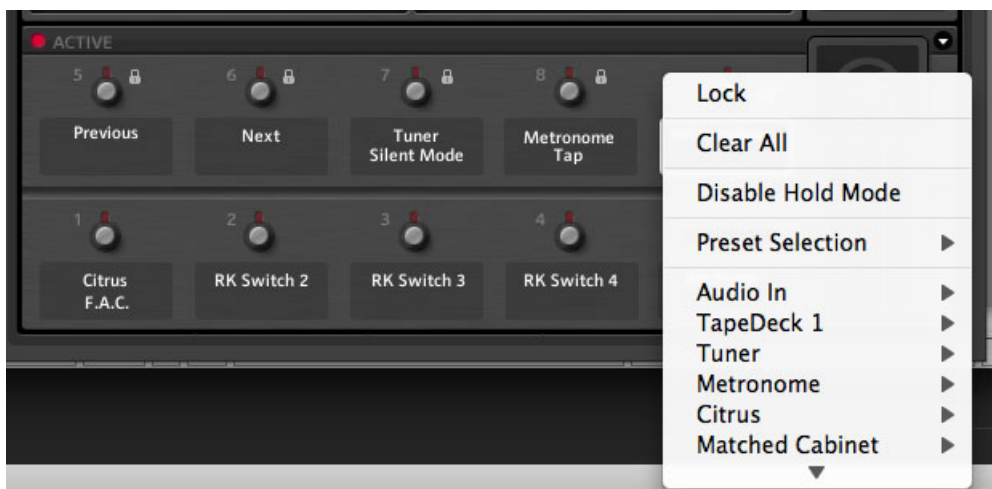 ACTIVE
5
6
7
8
Previous
Next
Tuner
Silent Mode
Metronome
Tap
1
2
3
4
Citrus
F.A.C.
RK Switch 2
RK Switch 3
RK Switch 4
Lock
Clear All
Disable Hold Mode
Preset Selection
Audio In
TapeDeck 1
Tuner
Metronome
Citrus
Matched Cabinet